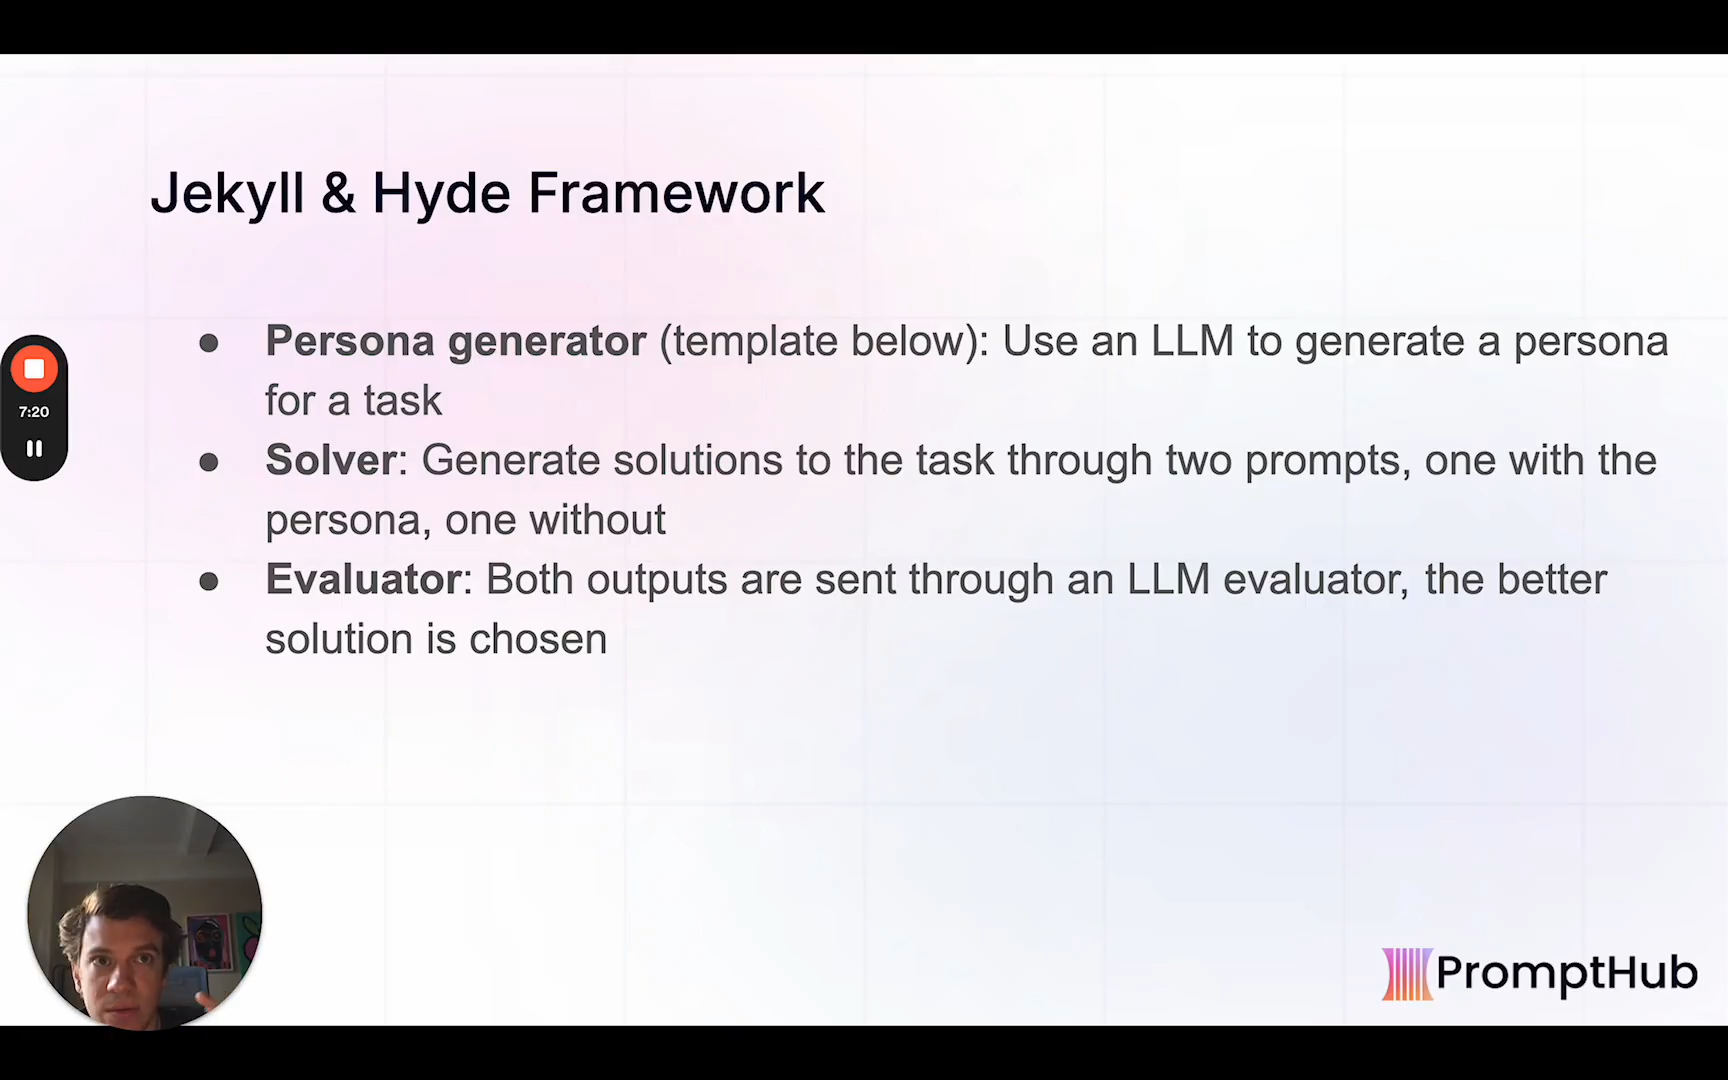 Jekyll & Hyde Framework
● Persona generator (template below): Use an LLM to generate a persona
for a task
● Solver: Generate solutions to the task through two prompts, one with the
persona, one without
● Evaluator: Both outputs are sent through an LLM evaluator, the better
solution is chosen
7:20
PromptHub